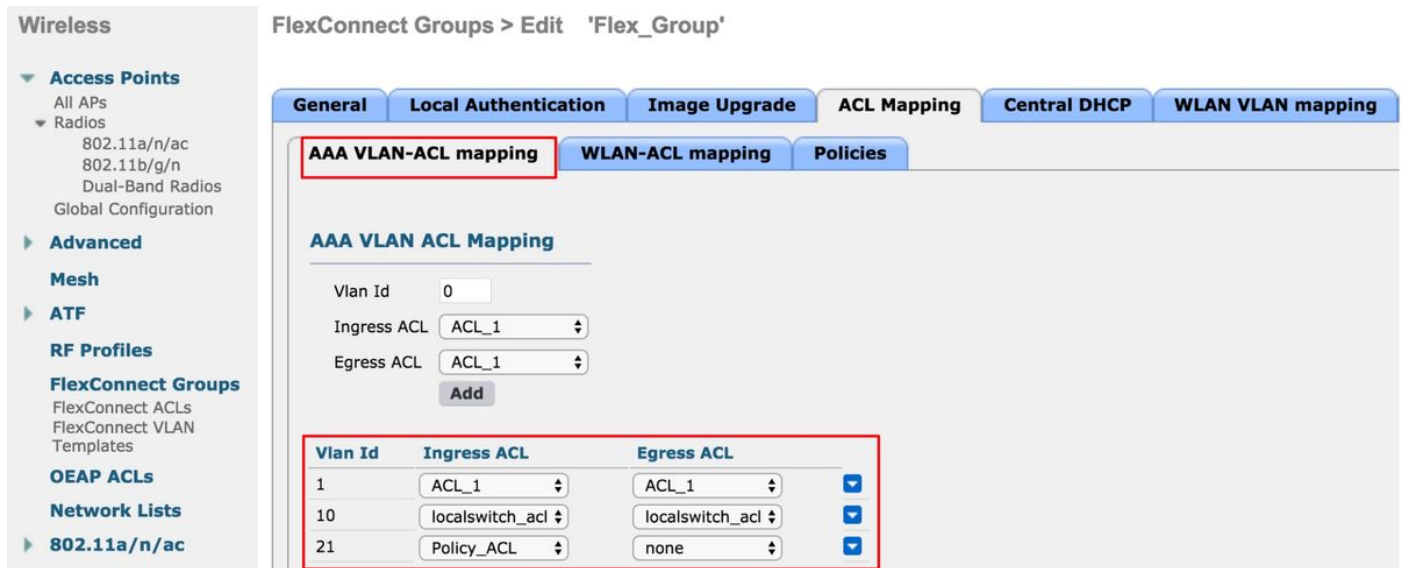 Wireless
FlexConnect Groups > Edit 'Flex_Group'
Access Points
All APs
Radios
802.11a/n/ac
802.11b/g/n
Dual-Band Radios
Global Configuration
Advanced
Mesh
ATF
RF Profiles
FlexConnect Groups
FlexConnect ACLs
FlexConnect VLAN
Templates
OEAP ACLs
Network Lists
802.11a/n/ac
General Local Authentication Image Upgrade ACL Mapping Central DHCP WLAN VLAN mapping
AAA VLAN-ACL mapping WLAN-ACL mapping Policies
AAA VLAN ACL Mapping
Vlan Id 0
Ingress ACL ACL_1
Egress ACL ACL_1
Add
Vlan Id Ingress ACL Egress ACL
1 ACL_1 ACL_1
10 localswitch_acl localswitch_acl
21 Policy_ACL none